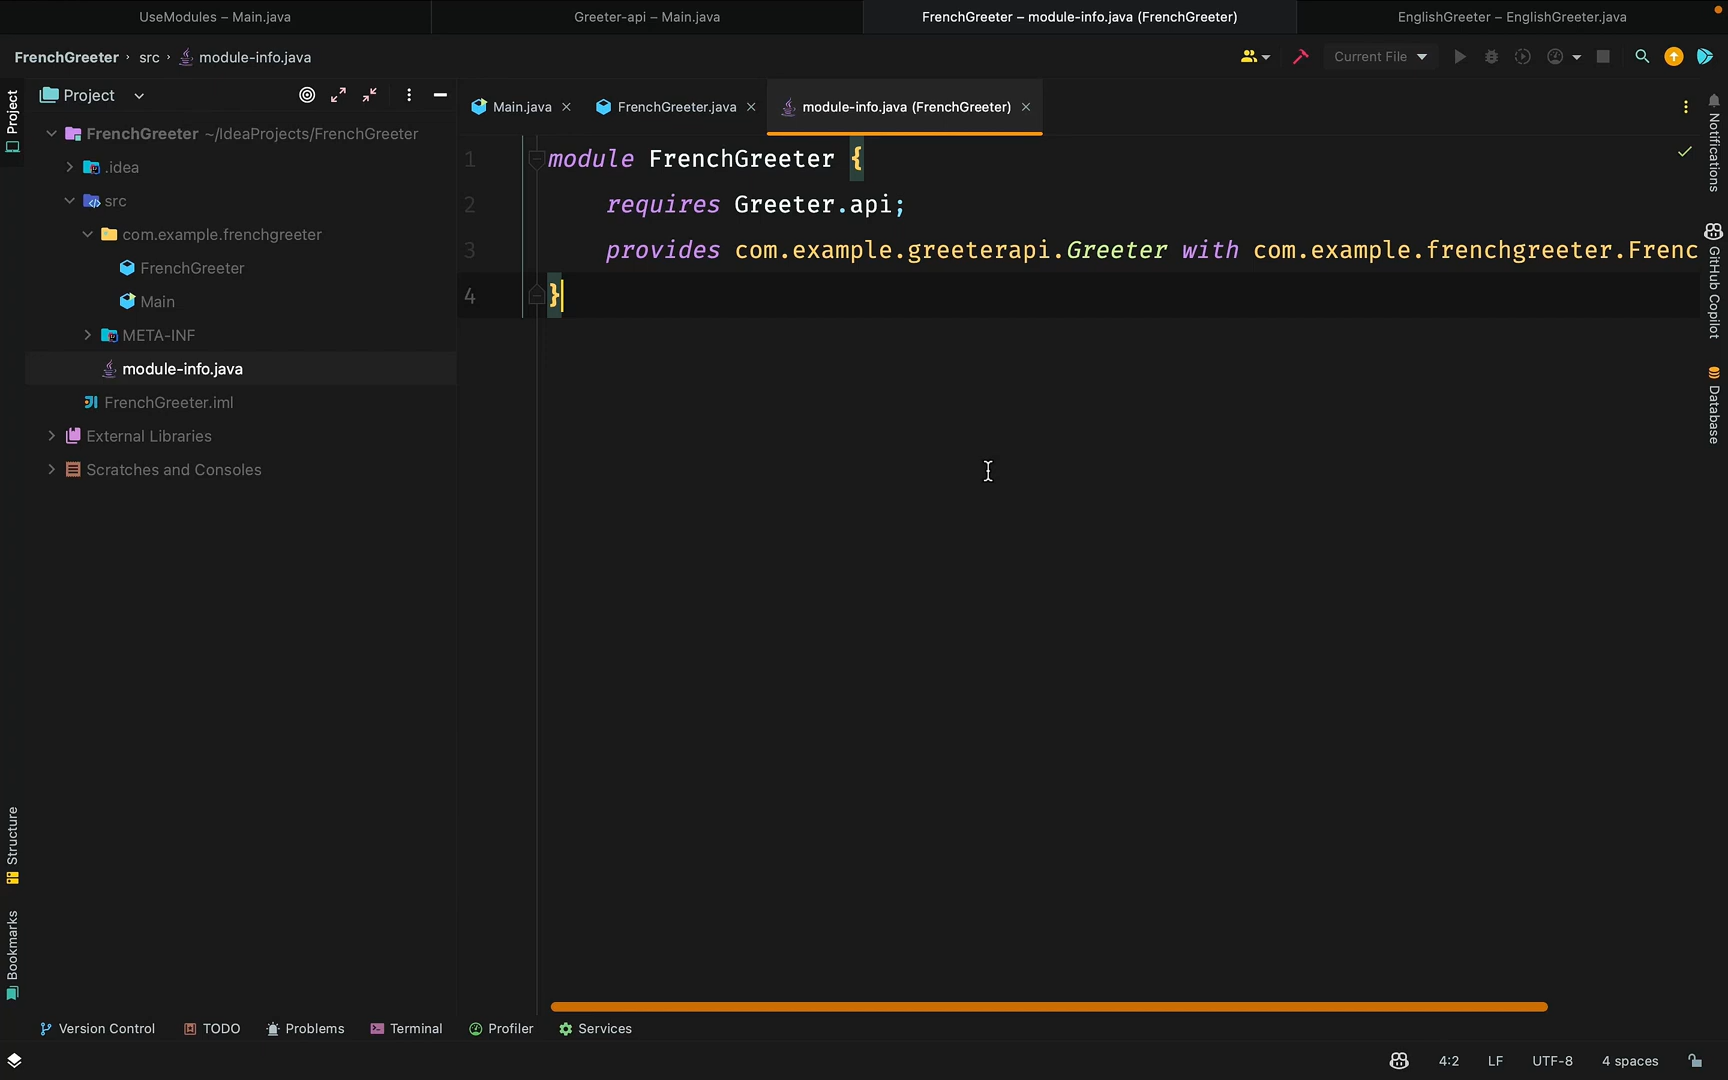 UseModules – Main.java
Greeter-api – Main.java
FrenchGreeter – module-info.java (FrenchGreeter)
EnglishGreeter – EnglishGreeter.java
FrenchGreeter › src › module-info.java
Current File
Project
Project
Main.java
FrenchGreeter.java
module-info.java (FrenchGreeter)
FrenchGreeter ~/IdeaProjects/FrenchGreeter
.idea
src
com.example.frenchgreeter
FrenchGreeter
Main
META-INF
module-info.java
FrenchGreeter.iml
External Libraries
Scratches and Consoles
1 module FrenchGreeter {
2 requires Greeter.api;
3 provides com.example.greeterapi.Greeter with com.example.frenchgreeter.Frenc
4 }
Notifications
GitHub Copilot
Database
Structure
Bookmarks
Version Control
TODO
Problems
Terminal
Profiler
Services
4:2
LF
UTF-8
4 spaces